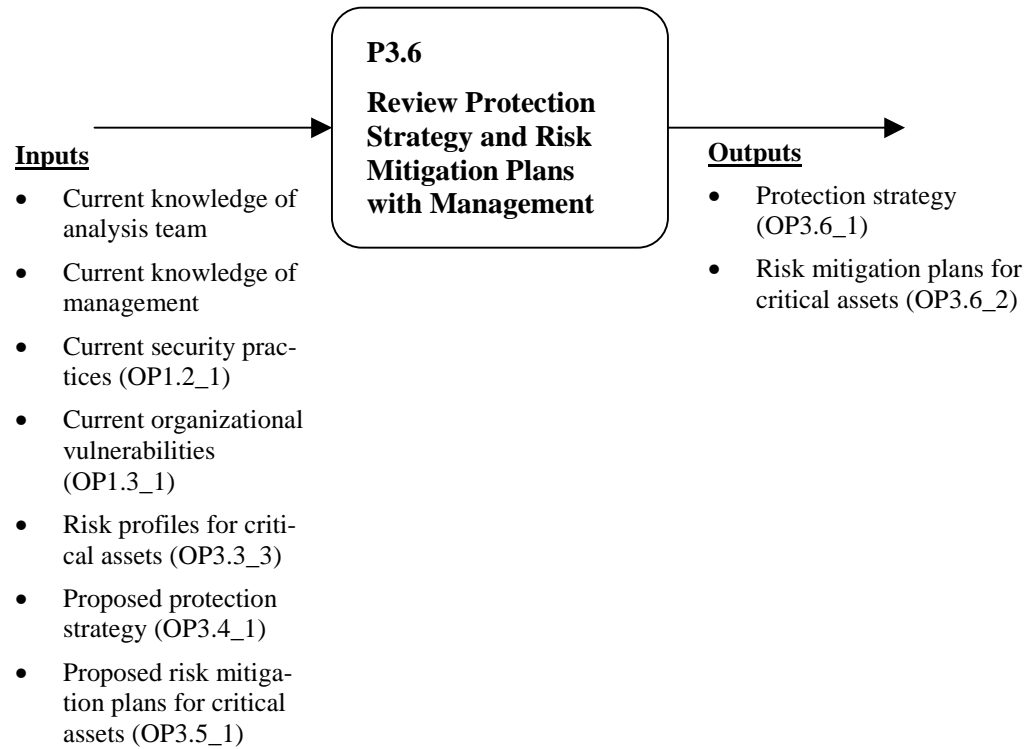 P3.6
Review Protection
Strategy and Risk
Mitigation Plans
with Management
Inputs
• Current knowledge of
analysis team
• Current knowledge of
management
• Current security prac-
tices (OP1.2_1)
• Current organizational
vulnerabilities
(OP1.3_1)
• Risk profiles for criti-
cal assets (OP3.3_3)
• Proposed protection
strategy (OP3.4_1)
• Proposed risk mitiga-
tion plans for critical
assets (OP3.5_1)
Outputs
• Protection strategy
(OP3.6_1)
• Risk mitigation plans for
critical assets (OP3.6_2)